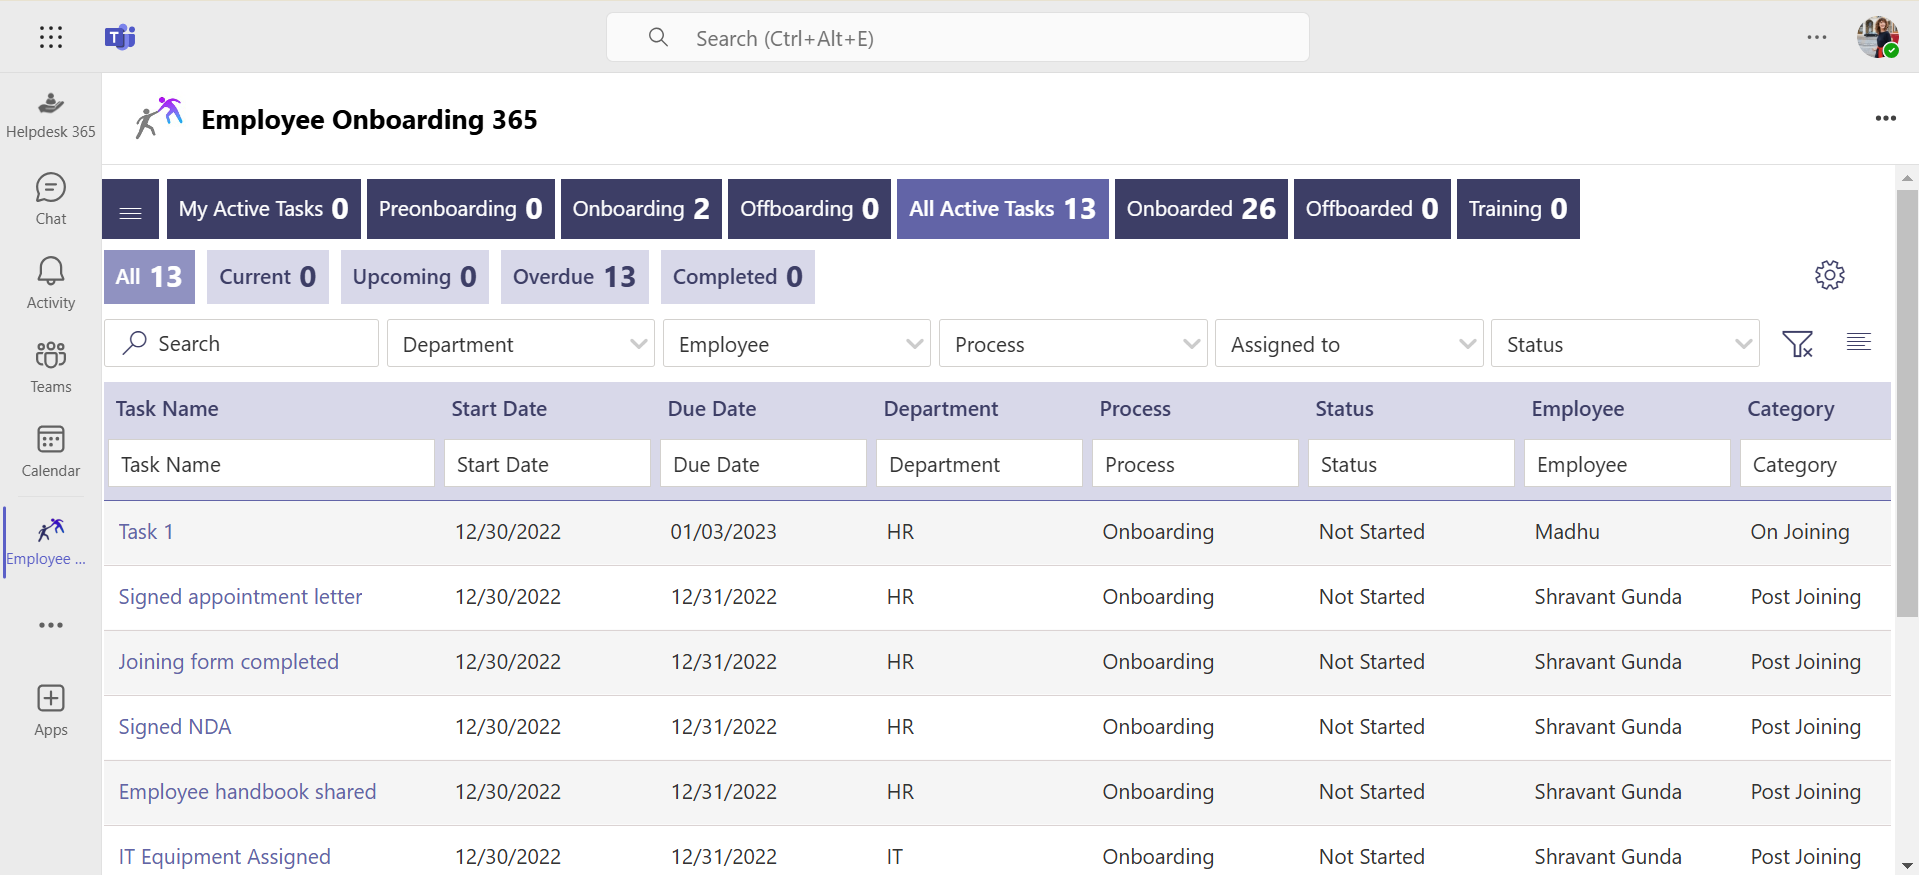 Search (Ctrl+Alt+E)
Helpdesk 365
Chat
Activity
Teams
Calendar
Employee ...
Apps
Employee Onboarding 365
My Active Tasks 0 Preonboarding 0 Onboarding 2 Offboarding 0 All Active Tasks 13 Onboarded 26 Offboarded 0 Training 0
All 13 Current 0 Upcoming 0 Overdue 13 Completed 0
Search Department Employee Process Assigned to Status
Task Name Start Date Due Date Department Process Status Employee Category
Task Name Start Date Due Date Department Process Status Employee Category
Task 1 12/30/2022 01/03/2023 HR Onboarding Not Started Madhu On Joining
Signed appointment letter 12/30/2022 12/31/2022 HR Onboarding Not Started Shravant Gunda Post Joining
Joining form completed 12/30/2022 12/31/2022 HR Onboarding Not Started Shravant Gunda Post Joining
Signed NDA 12/30/2022 12/31/2022 HR Onboarding Not Started Shravant Gunda Post Joining
Employee handbook shared 12/30/2022 12/31/2022 HR Onboarding Not Started Shravant Gunda Post Joining
IT Equipment Assigned 12/30/2022 12/31/2022 IT Onboarding Not Started Shravant Gunda Post Joining